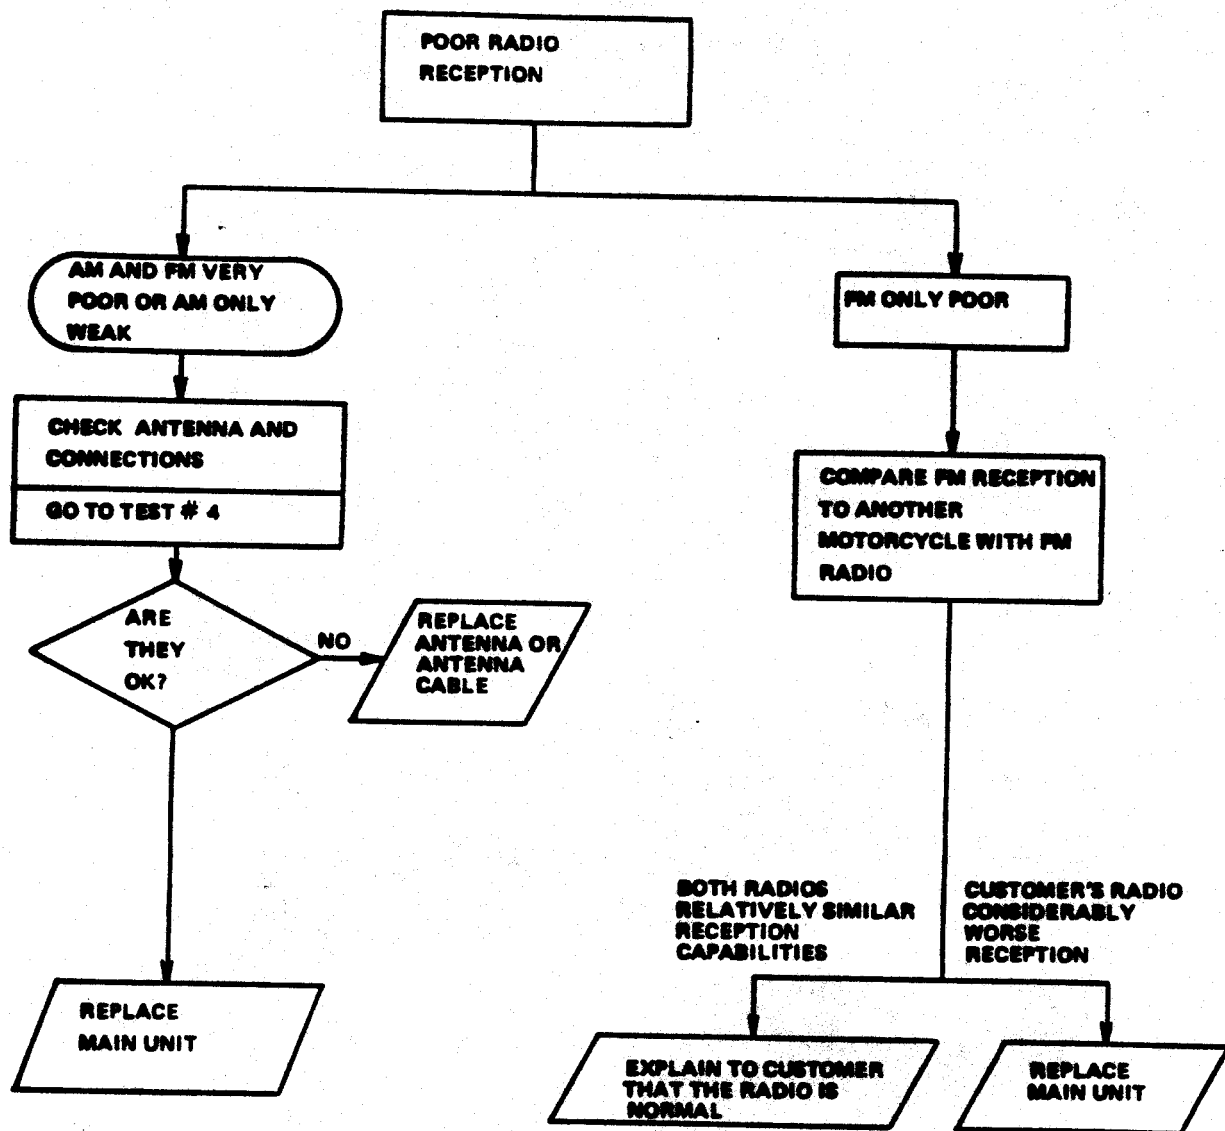 POOR RADIO
RECEPTION
AM AND FM VERY
POOR OR AM ONLY
WEAK
CHECK ANTENNA AND
CONNECTIONS
GO TO TEST # 4
ARE
THEY
OK?
NO
REPLACE
ANTENNA OR
ANTENNA
CABLE
REPLACE
MAIN UNIT
FM ONLY POOR
COMPARE FM RECEPTION
TO ANOTHER
MOTORCYCLE WITH FM
RADIO
BOTH RADIOS
RELATIVELY SIMILAR
RECEPTION
CAPABILITIES
CUSTOMER'S RADIO
CONSIDERABLY
WORSE
RECEPTION
EXPLAIN TO CUSTOMER
THAT THE RADIO IS
NORMAL
REPLACE
MAIN UNIT